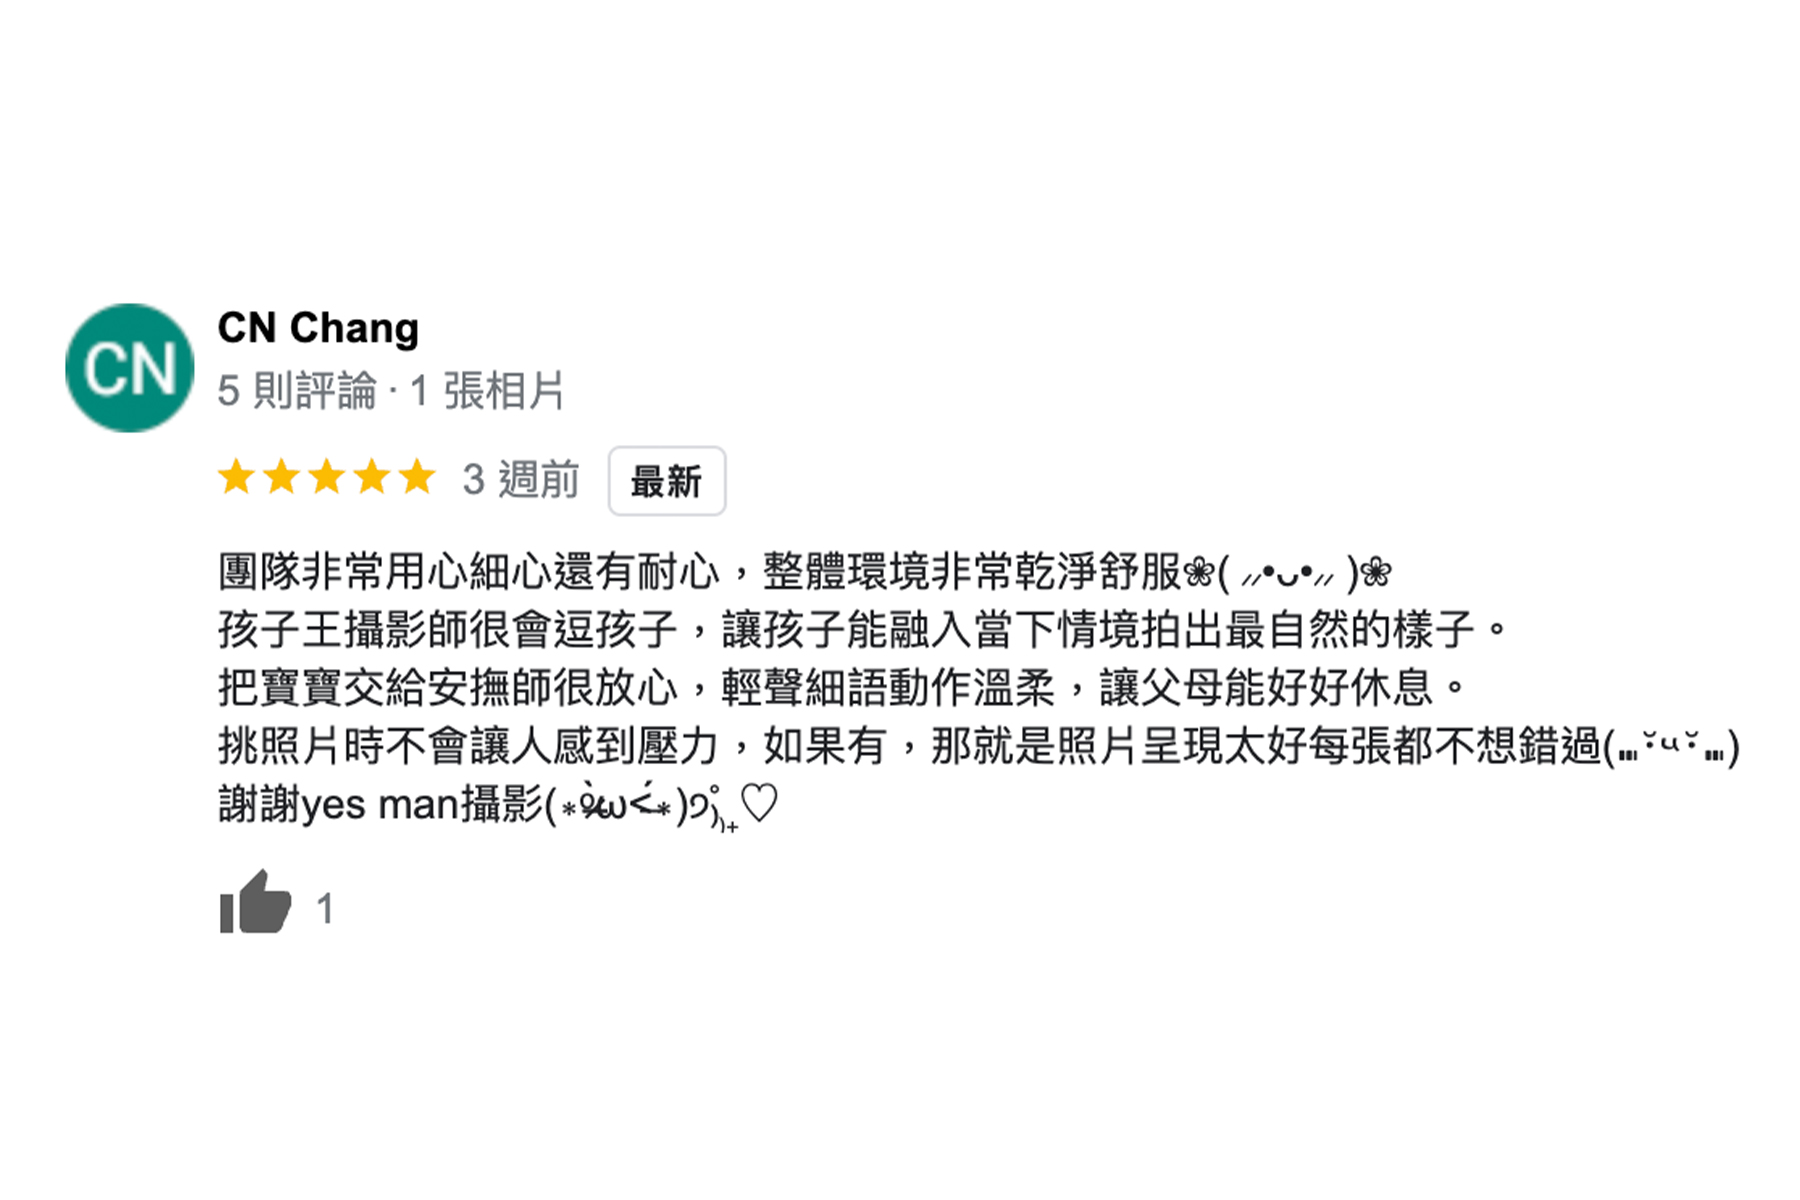 CN
CN Chang
5 則評論 · 1 張相片
★★★★★ 3 週前 最新
團隊非常用心細心還有耐心，整體環境非常乾淨舒服❀( ⸝⸝•ᴗ•⸝⸝ )❀
孩子王攝影師很會逗孩子，讓孩子能融入當下情境拍出最自然的樣子。
把寶寶交給安撫師很放心，輕聲細語動作溫柔，讓父母能好好休息。
挑照片時不會讓人感到壓力，如果有，那就是照片呈現太好每張都不想錯過(⑉・̆༥・̆⑉)
謝謝yes man攝影(⁎⁍̴̀ω<̴́⁎)੭ु⁾⁾₊♡
1